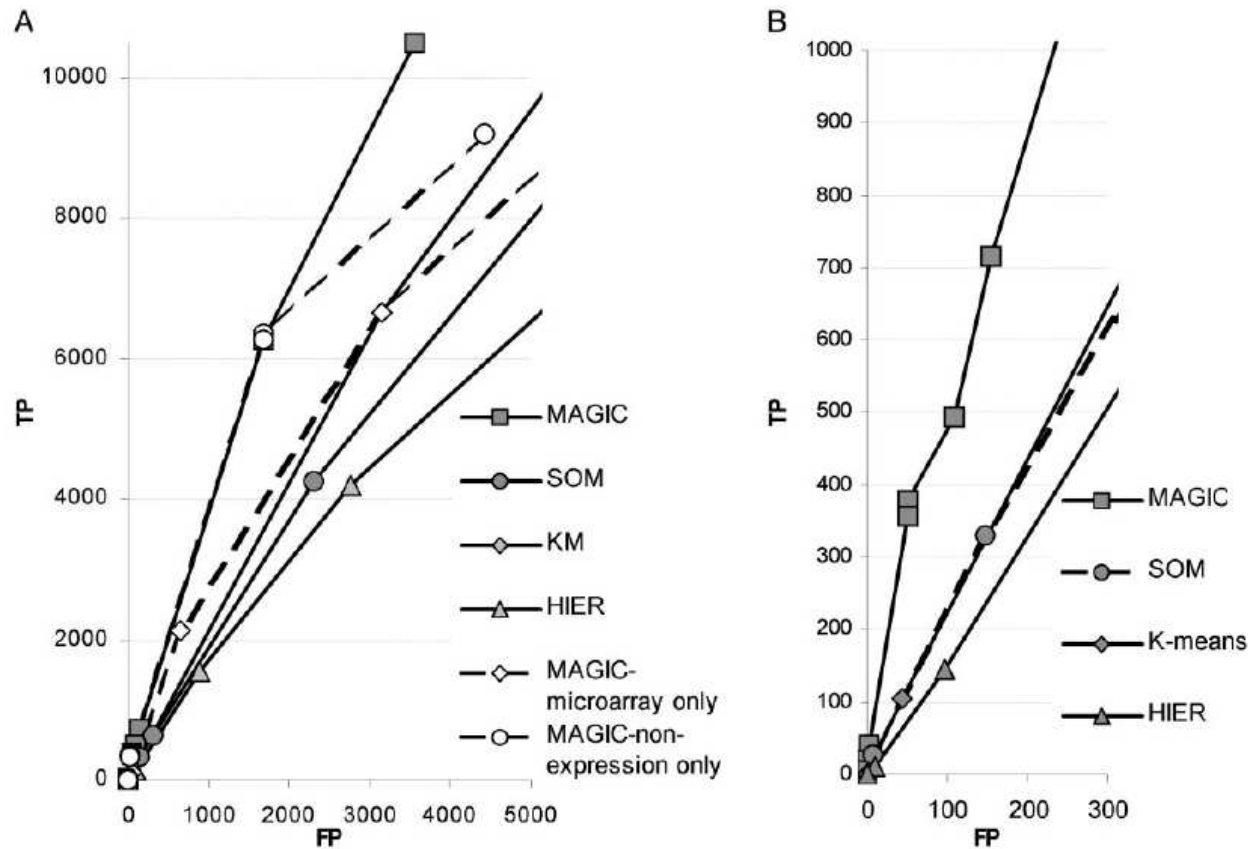 A
10000
8000
6000
4000
2000
0
TP
0 1000 2000 3000 4000 5000
FP
MAGIC
SOM
KM
HIER
MAGIC-
microarray only
MAGIC-non-
expression only
B
1000
900
800
700
600
500
400
300
200
100
0
TP
0 100 200 300
FP
MAGIC
SOM
K-means
HIER